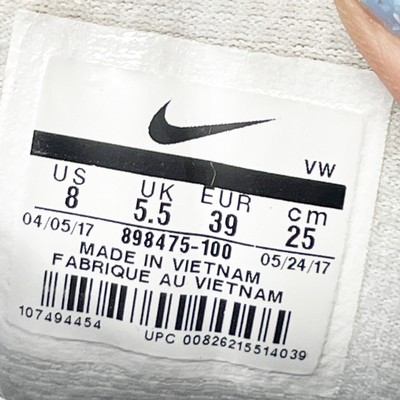 VW
US UK EUR cm
8 5.5 39 25
04/05/17 898475-100 05/24/17
MADE IN VIETNAM
FABRIQUE AU VIETNAM
107494454
UPC 00826215514039